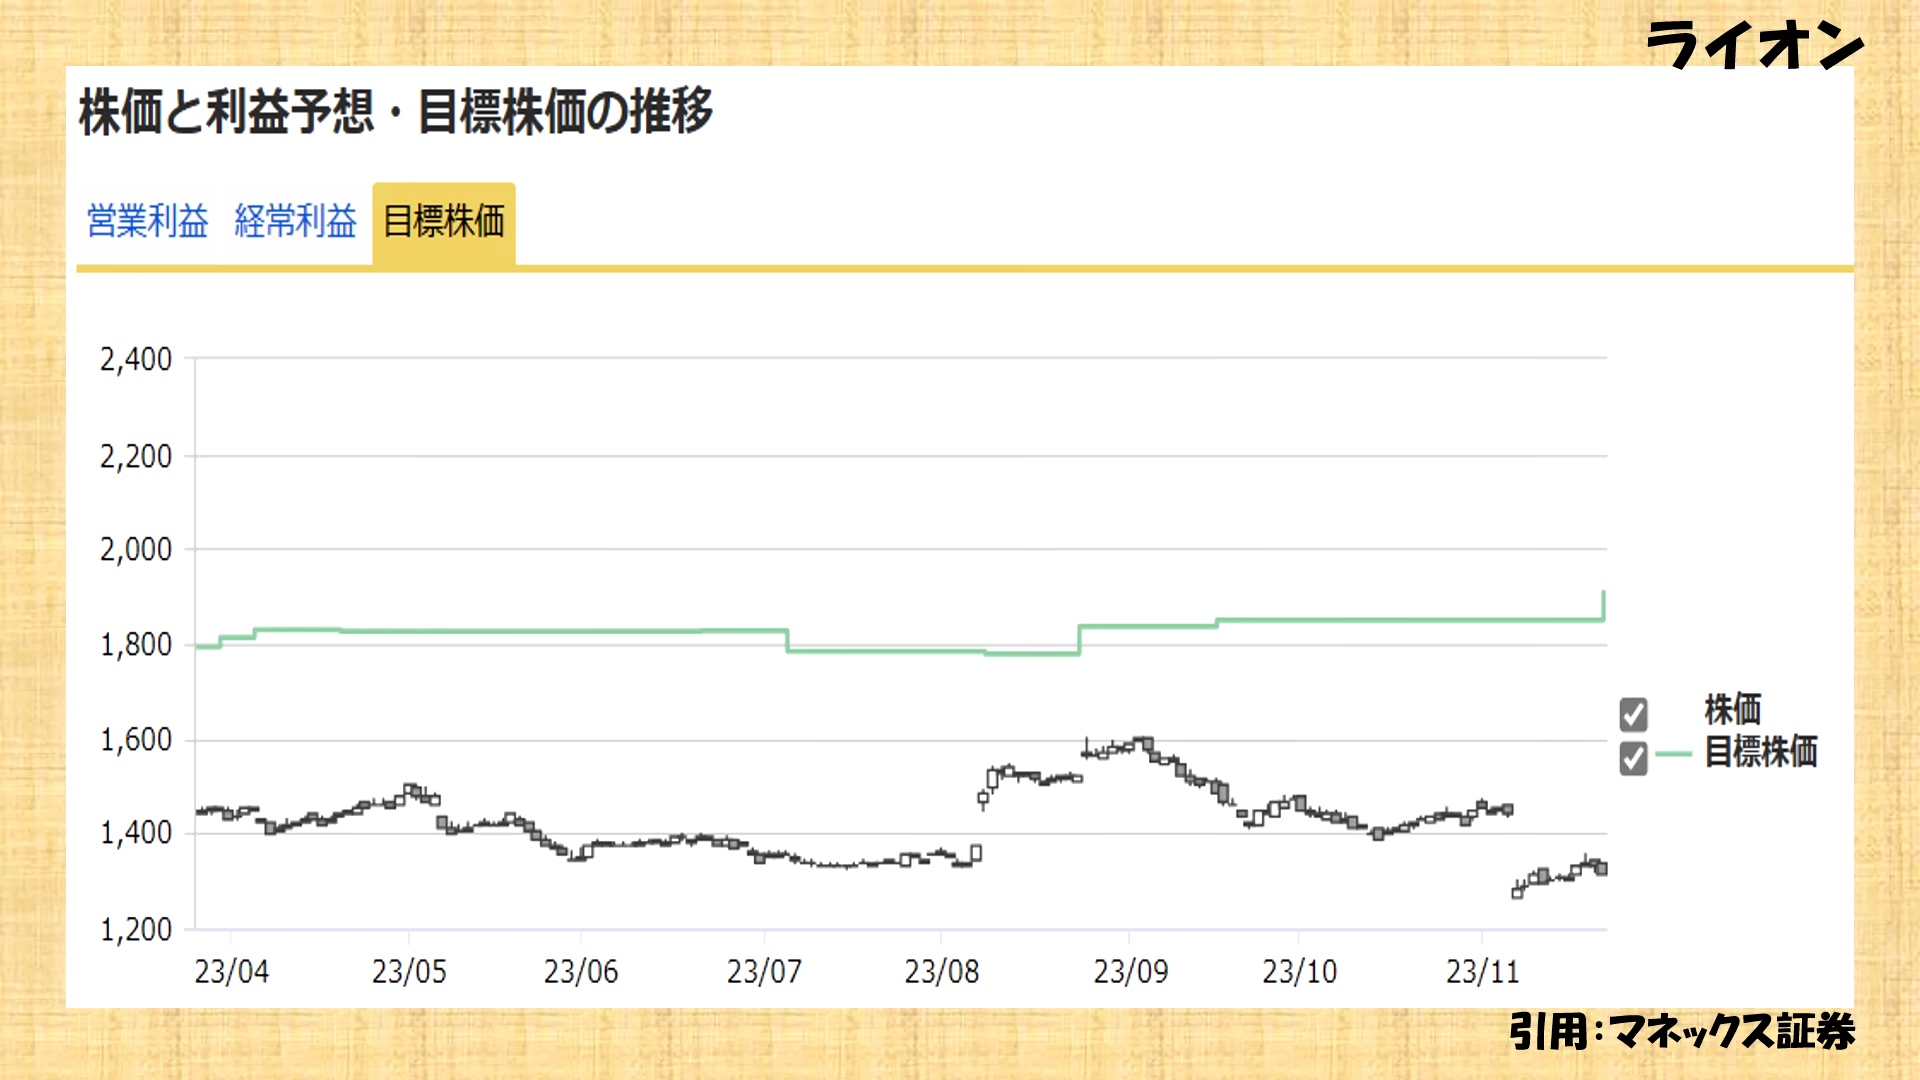 ライオン
株価と利益予想・目標株価の推移
営業利益 経常利益 目標株価
2,400
2,200
2,000
1,800
1,600
1,400
1,200
23/04 23/05 23/06 23/07 23/08 23/09 23/10 23/11
株価
目標株価
引用:マネックス証券